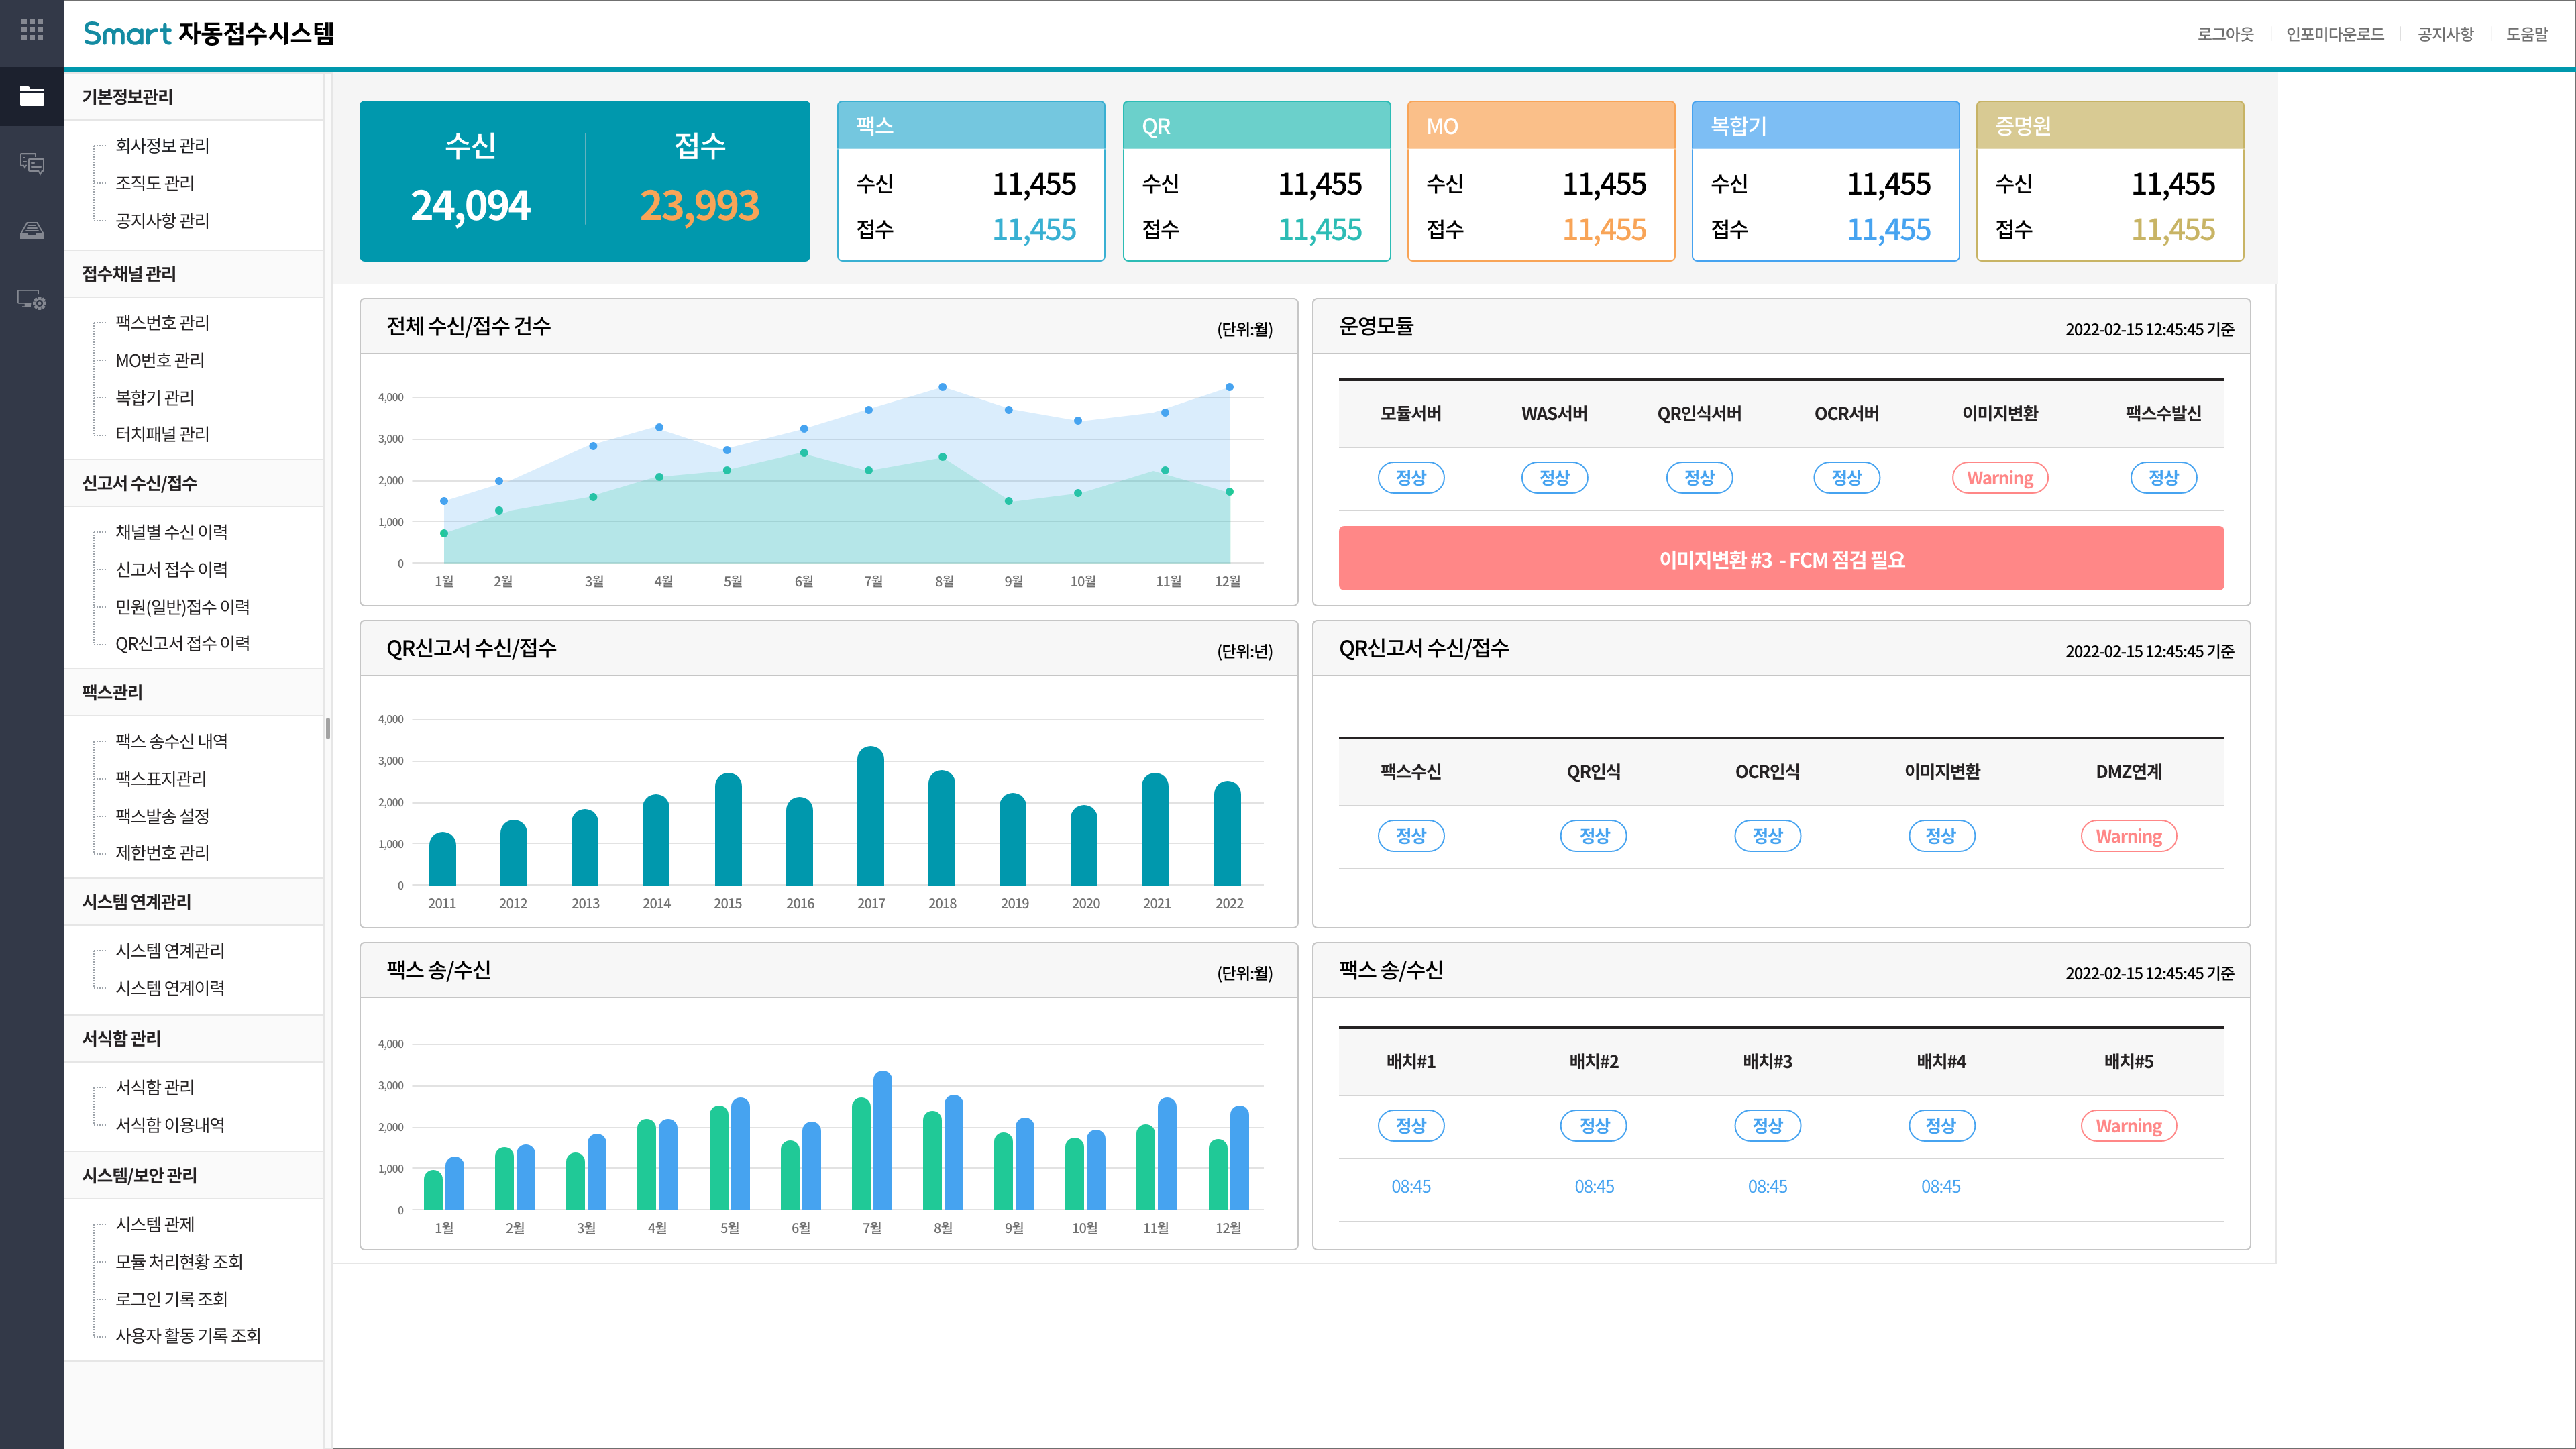 Smart 자동접수시스템
로그아웃 인포미다운로드 공지사항 도움말
기본정보관리
회사정보 관리
조직도 관리
공지사항 관리
접수채널 관리
팩스번호 관리
MO번호 관리
복합기 관리
터치패널 관리
신고서 수신/접수
채널별 수신 이력
신고서 접수 이력
민원(일반)접수 이력
QR신고서 접수 이력
팩스관리
팩스 송수신 내역
팩스표지관리
팩스발송 설정
제한번호 관리
시스템 연계관리
시스템 연계관리
시스템 연계이력
서식함 관리
서식함 관리
서식함 이용내역
시스템/보안 관리
시스템 관제
모듈 처리현황 조회
로그인 기록 조회
사용자 활동 기록 조회
수신 접수
24,094 23,993
팩스
수신 11,455
접수 11,455
QR
수신 11,455
접수 11,455
MO
수신 11,455
접수 11,455
복합기
수신 11,455
접수 11,455
증명원
수신 11,455
접수 11,455
전체 수신/접수 건수 (단위:월)
4,000
3,000
2,000
1,000
0
1월 2월 3월 4월 5월 6월 7월 8월 9월 10월 11월 12월
운영모듈 2022-02-15 12:45:45 기준
모듈서버 WAS서버 QR인식서버 OCR서버 이미지변환 팩스수발신
정상 정상 정상 정상 Warning 정상
이미지변환 #3 - FCM 점검 필요
QR신고서 수신/접수 (단위:년)
4,000
3,000
2,000
1,000
0
2011 2012 2013 2014 2015 2016 2017 2018 2019 2020 2021 2022
QR신고서 수신/접수 2022-02-15 12:45:45 기준
팩스수신 QR인식 OCR인식 이미지변환 DMZ연계
정상 정상 정상 정상 Warning
팩스 송/수신 (단위:월)
4,000
3,000
2,000
1,000
0
1월 2월 3월 4월 5월 6월 7월 8월 9월 10월 11월 12월
팩스 송/수신 2022-02-15 12:45:45 기준
배치#1 배치#2 배치#3 배치#4 배치#5
정상 정상 정상 정상 Warning
08:45 08:45 08:45 08:45